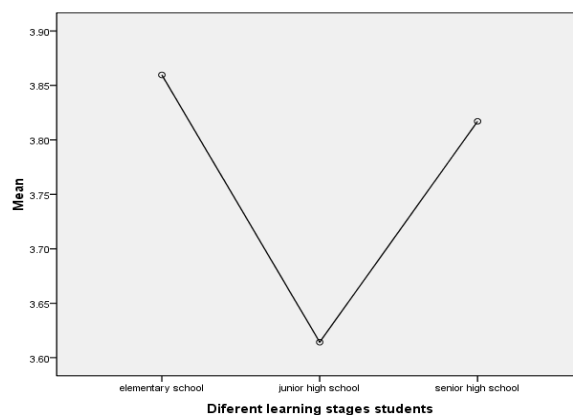 3.90
3.85
3.80
3.75
3.70
3.65
3.60
Mean
elementary school
junior high school
senior high school
Diferent learning stages students